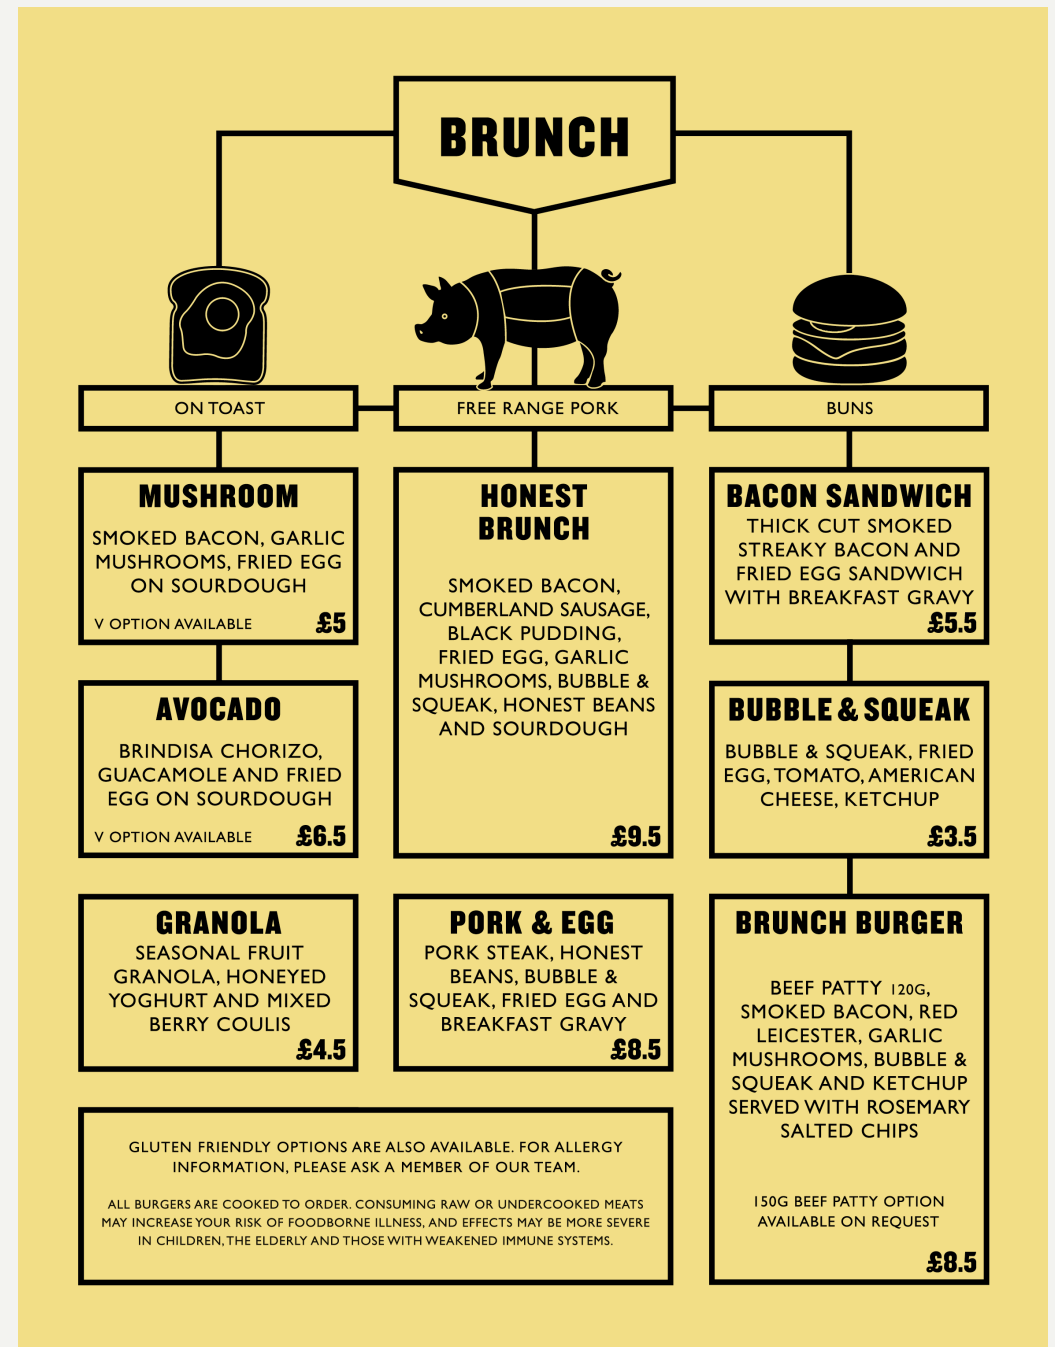 BRUNCH
ON TOAST
FREE RANGE PORK
BUNS
MUSHROOM
SMOKED BACON, GARLIC
MUSHROOMS, FRIED EGG
ON SOURDOUGH
V OPTION AVAILABLE £5
AVOCADO
BRINDISA CHORIZO,
GUACAMOLE AND FRIED
EGG ON SOURDOUGH
V OPTION AVAILABLE £6.5
GRANOLA
SEASONAL FRUIT
GRANOLA, HONEYED
YOGHURT AND MIXED
BERRY COULIS
£4.5
HONEST
BRUNCH
SMOKED BACON,
CUMBERLAND SAUSAGE,
BLACK PUDDING,
FRIED EGG, GARLIC
MUSHROOMS, BUBBLE &
SQUEAK, HONEST BEANS
AND SOURDOUGH
£9.5
PORK & EGG
PORK STEAK, HONEST
BEANS, BUBBLE &
SQUEAK, FRIED EGG AND
BREAKFAST GRAVY
£8.5
BACON SANDWICH
THICK CUT SMOKED
STREAKY BACON AND
FRIED EGG SANDWICH
WITH BREAKFAST GRAVY
£5.5
BUBBLE & SQUEAK
BUBBLE & SQUEAK, FRIED
EGG, TOMATO, AMERICAN
CHEESE, KETCHUP
£3.5
BRUNCH BURGER
BEEF PATTY 120G,
SMOKED BACON, RED
LEICESTER, GARLIC
MUSHROOMS, BUBBLE &
SQUEAK AND KETCHUP
SERVED WITH ROSEMARY
SALTED CHIPS
150G BEEF PATTY OPTION
AVAILABLE ON REQUEST
£8.5
GLUTEN FRIENDLY OPTIONS ARE ALSO AVAILABLE. FOR ALLERGY
INFORMATION, PLEASE ASK A MEMBER OF OUR TEAM.
ALL BURGERS ARE COOKED TO ORDER. CONSUMING RAW OR UNDERCOOKED MEATS
MAY INCREASE YOUR RISK OF FOODBORNE ILLNESS, AND EFFECTS MAY BE MORE SEVERE
IN CHILDREN, THE ELDERLY AND THOSE WITH WEAKENED IMMUNE SYSTEMS.